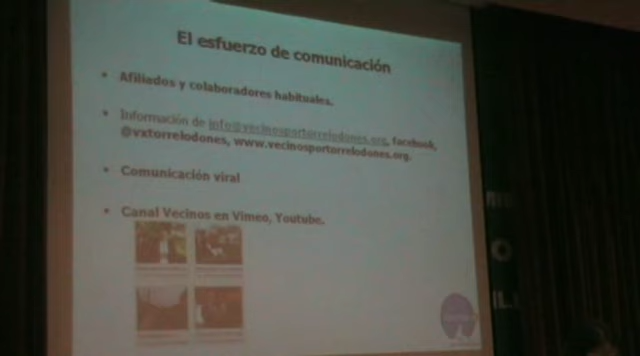 El esfuerzo de comunicación
• Afiliados y colaboradores habituales.
• Información de info@vecinosportorrelodones.org, facebook,
@vxtorrelodones, www.vecinosportorrelodones.org.
• Comunicación viral
• Canal Vecinos en Vimeo, Youtube.